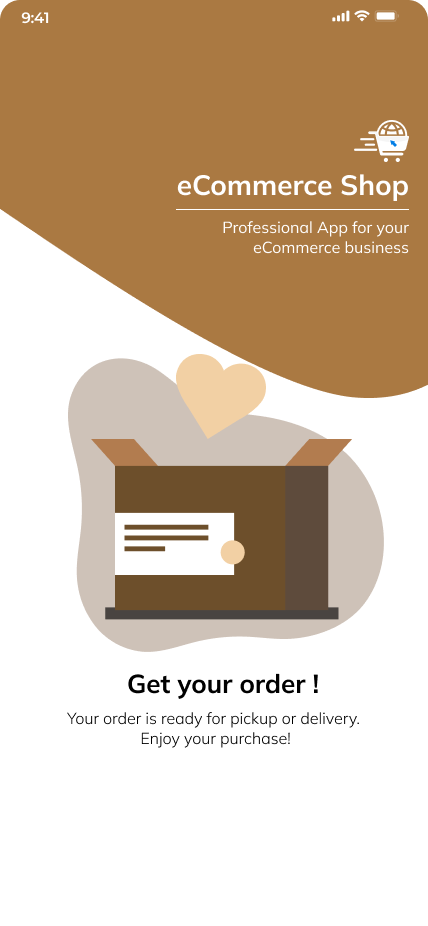 9:41
eCommerce Shop
Professional App for your
eCommerce business
Get your order !
Your order is ready for pickup or delivery.
Enjoy your purchase!